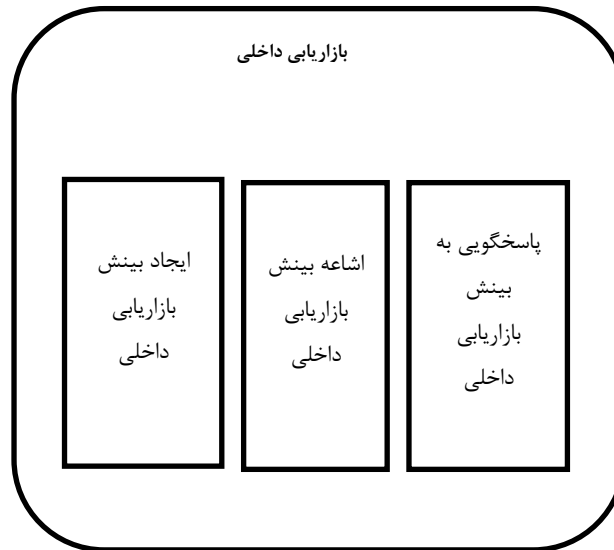 بازاریابی داخلی
پاسخگویی به
بینش
بازاریابی
داخلی
اشاعه بینش
بازاریابی
داخلی
ایجاد بینش
بازاریابی
داخلی